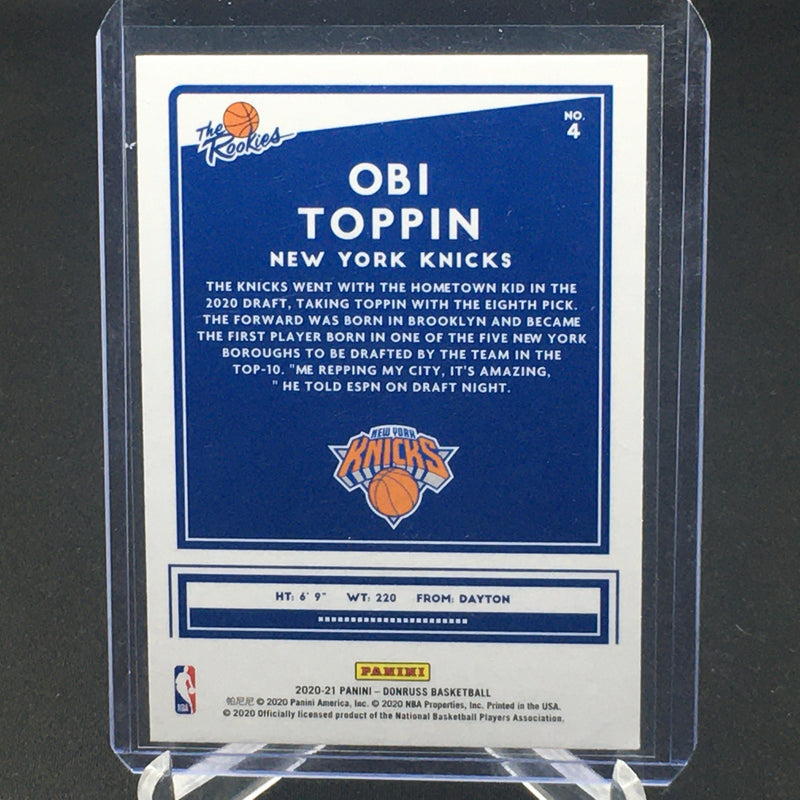 The
Rookies
NO.
4
OBI
TOPPIN
NEW YORK KNICKS
THE KNICKS WENT WITH THE HOMETOWN KID IN THE
2020 DRAFT, TAKING TOPPIN WITH THE EIGHTH PICK.
THE FORWARD WAS BORN IN BROOKLYN AND BECAME
THE FIRST PLAYER BORN IN ONE OF THE FIVE NEW YORK
BOROUGHS TO BE DRAFTED BY THE TEAM IN THE
TOP-10. "ME REPPING MY CITY, IT'S AMAZING,
" HE TOLD ESPN ON DRAFT NIGHT.
NEW YORK
KNICKS
HT: 6' 9" WT: 220 FROM: DAYTON
PANINI
2020-21 PANINI – DONRUSS BASKETBALL
帕尼尼 © 2020 Panini America, Inc. © 2020 NBA Properties, Inc. Printed in the USA.
© 2020 Officially licensed product of the National Basketball Players Association.
NBA